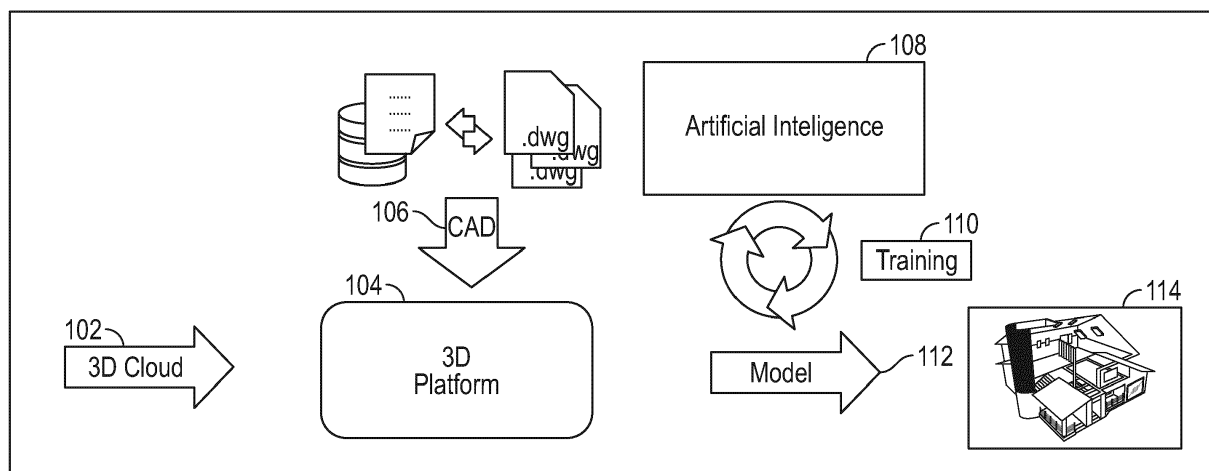 108
Artificial Inteligence
......
......
......
.dwg
.dwg
.dwg
106
CAD
110
Training
104
114
102
3D Cloud
3D
Platform
Model
112